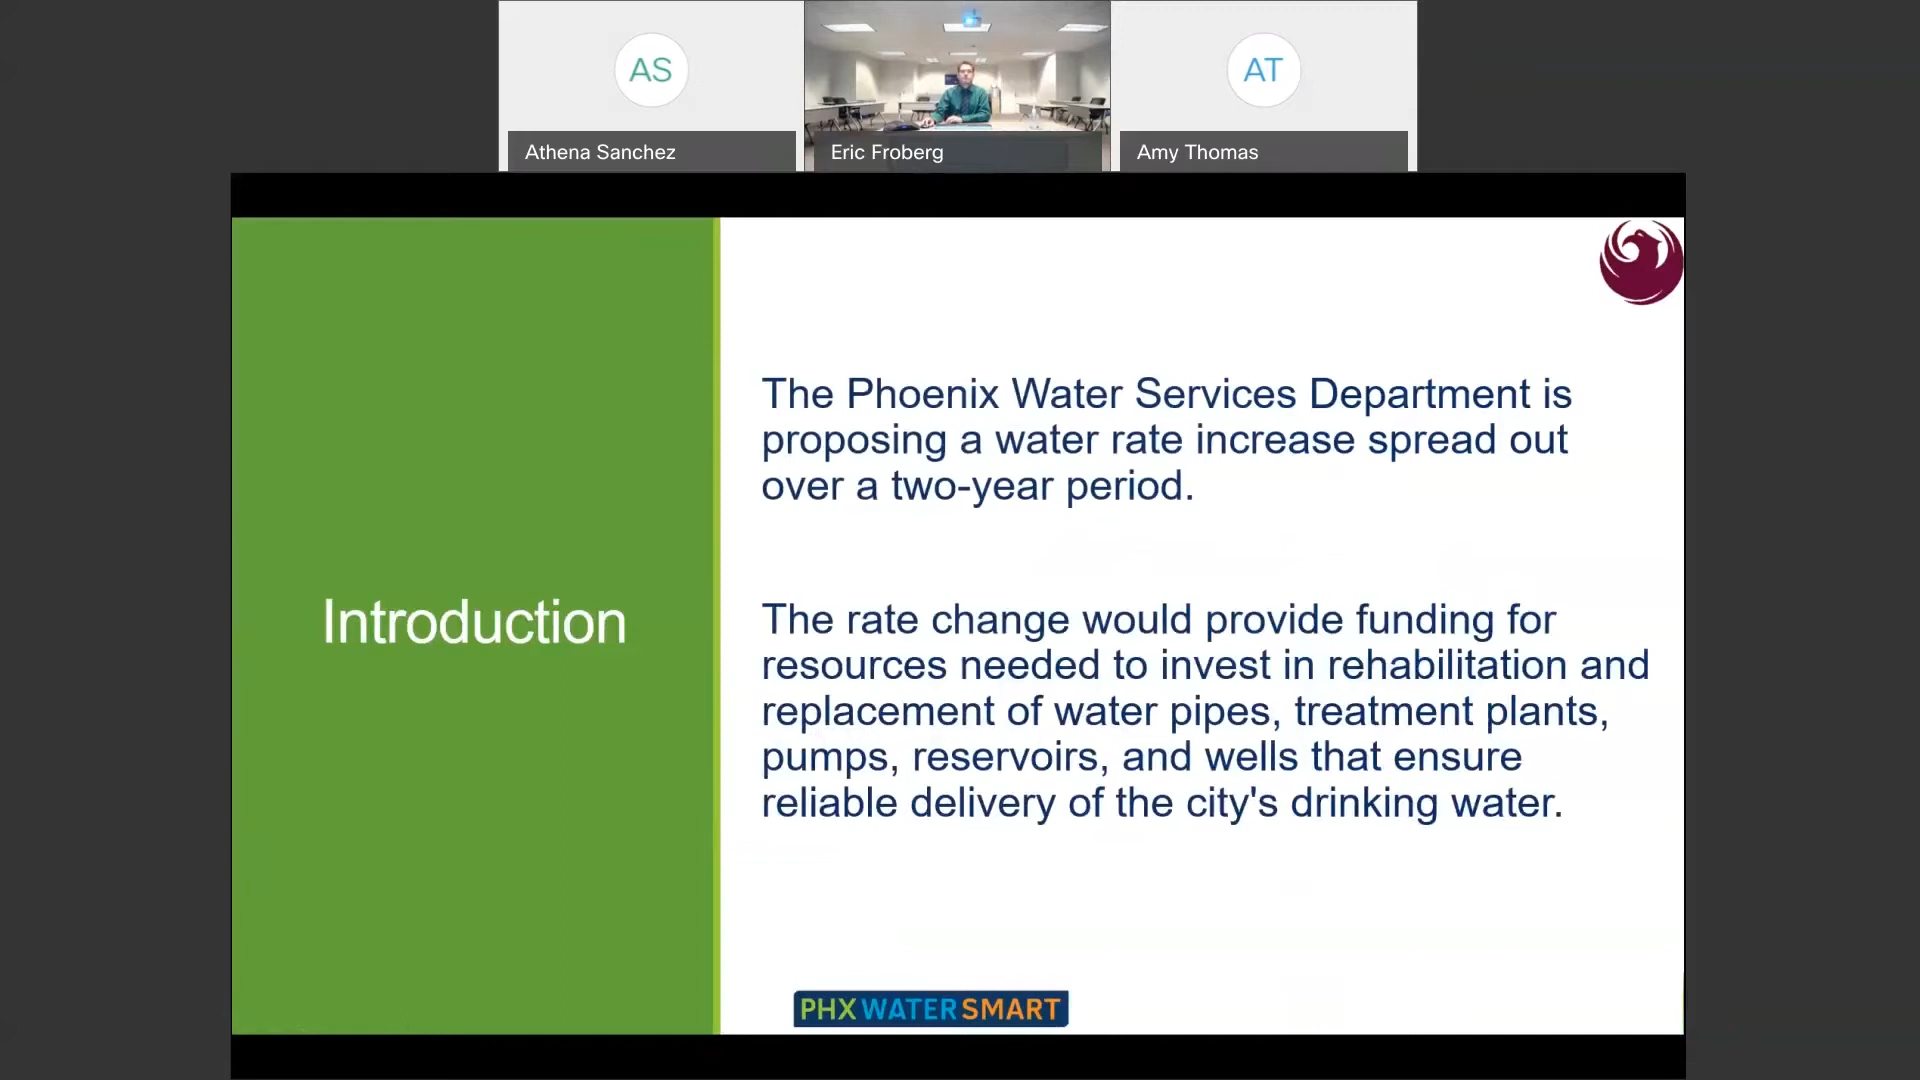 AS
AT
Athena Sanchez
Eric Froberg
Amy Thomas
Introduction
The Phoenix Water Services Department is
proposing a water rate increase spread out
over a two-year period.
The rate change would provide funding for
resources needed to invest in rehabilitation and
replacement of water pipes, treatment plants,
pumps, reservoirs, and wells that ensure
reliable delivery of the city's drinking water.
PHX WATER SMART